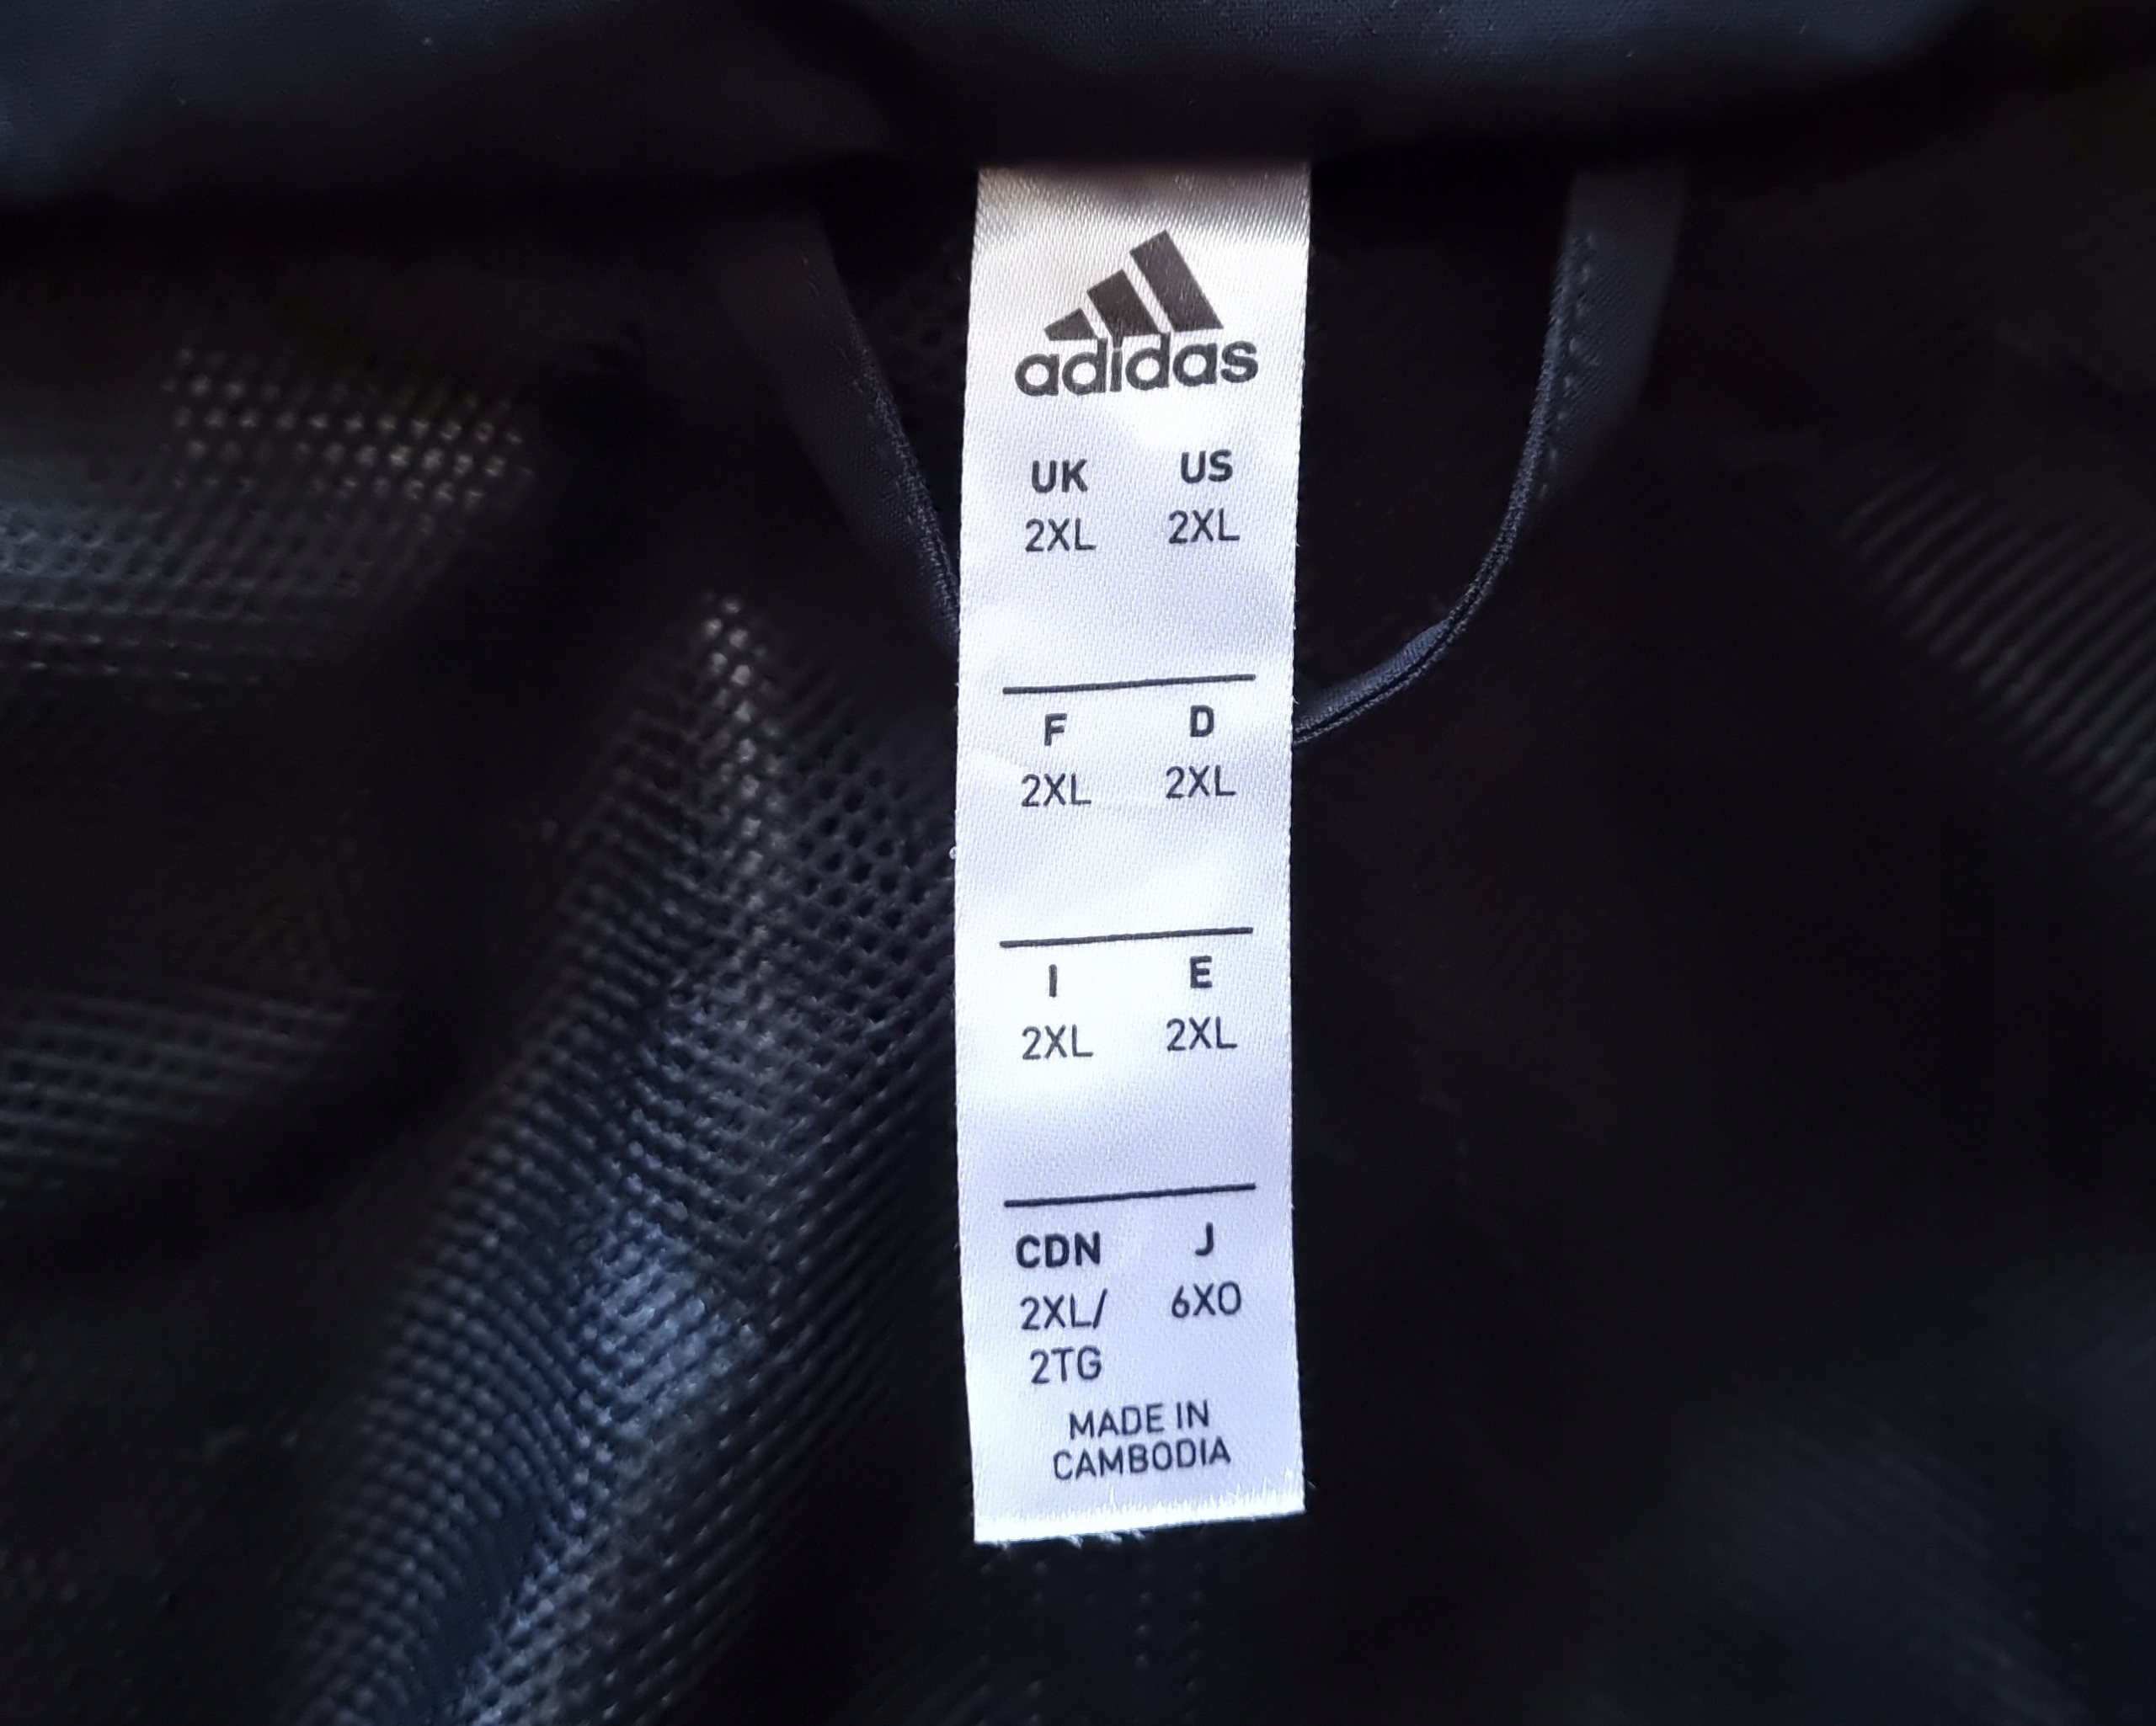 adidas
UK US
2XL 2XL
F D
2XL 2XL
I E
2XL 2XL
CDN J
2XL/ 6XO
2TG
MADE IN
CAMBODIA